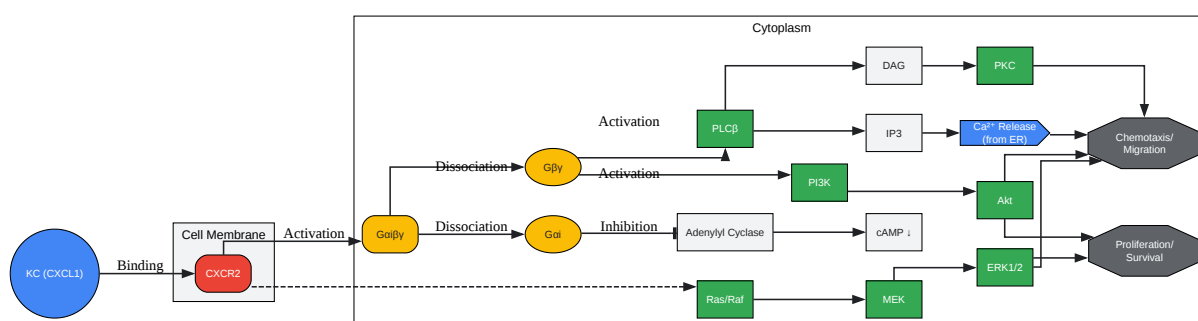 Cytoplasm
DAG
PKC
Activation
PLCβ
IP3
Ca²⁺ Release
(from ER)
Chemotaxis/
Migration
Dissociation
Gβγ
Activation
PI3K
Akt
Cell Membrane
Activation
Gαiβγ
Dissociation
Gαi
Inhibition
Adenylyl Cyclase
cAMP ↓
Proliferation/
Survival
KC (CXCL1)
Binding
CXCR2
ERK1/2
Ras/Raf
MEK